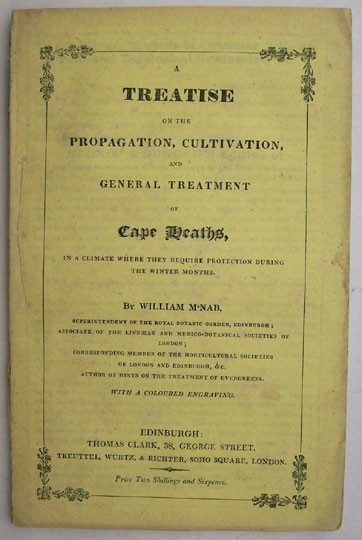 A
TREATISE
ON THE
PROPAGATION, CULTIVATION,
AND
GENERAL TREATMENT
OF
Cape Heaths,
IN A CLIMATE WHERE THEY REQUIRE PROTECTION DURING
THE WINTER MONTHS.
BY WILLIAM M'NAB,
SUPERINTENDENT OF THE ROYAL BOTANIC GARDEN, EDINBURGH;
ASSOCIATE OF THE LINNÆAN AND MEDICO-BOTANICAL SOCIETIES OF
LONDON;
CORRESPONDING MEMBER OF THE HORTICULTURAL SOCIETIES
OF LONDON AND EDINBURGH, &c.
AUTHOR OF HINTS ON THE TREATMENT OF EVERGREENS.
WITH A COLOURED ENGRAVING.
EDINBURGH:
THOMAS CLARK, 38, GEORGE STREET.
TREUTTEL, WURTZ, & RICHTER, SOHO SQUARE, LONDON.
Price Two Shillings and Sixpence.